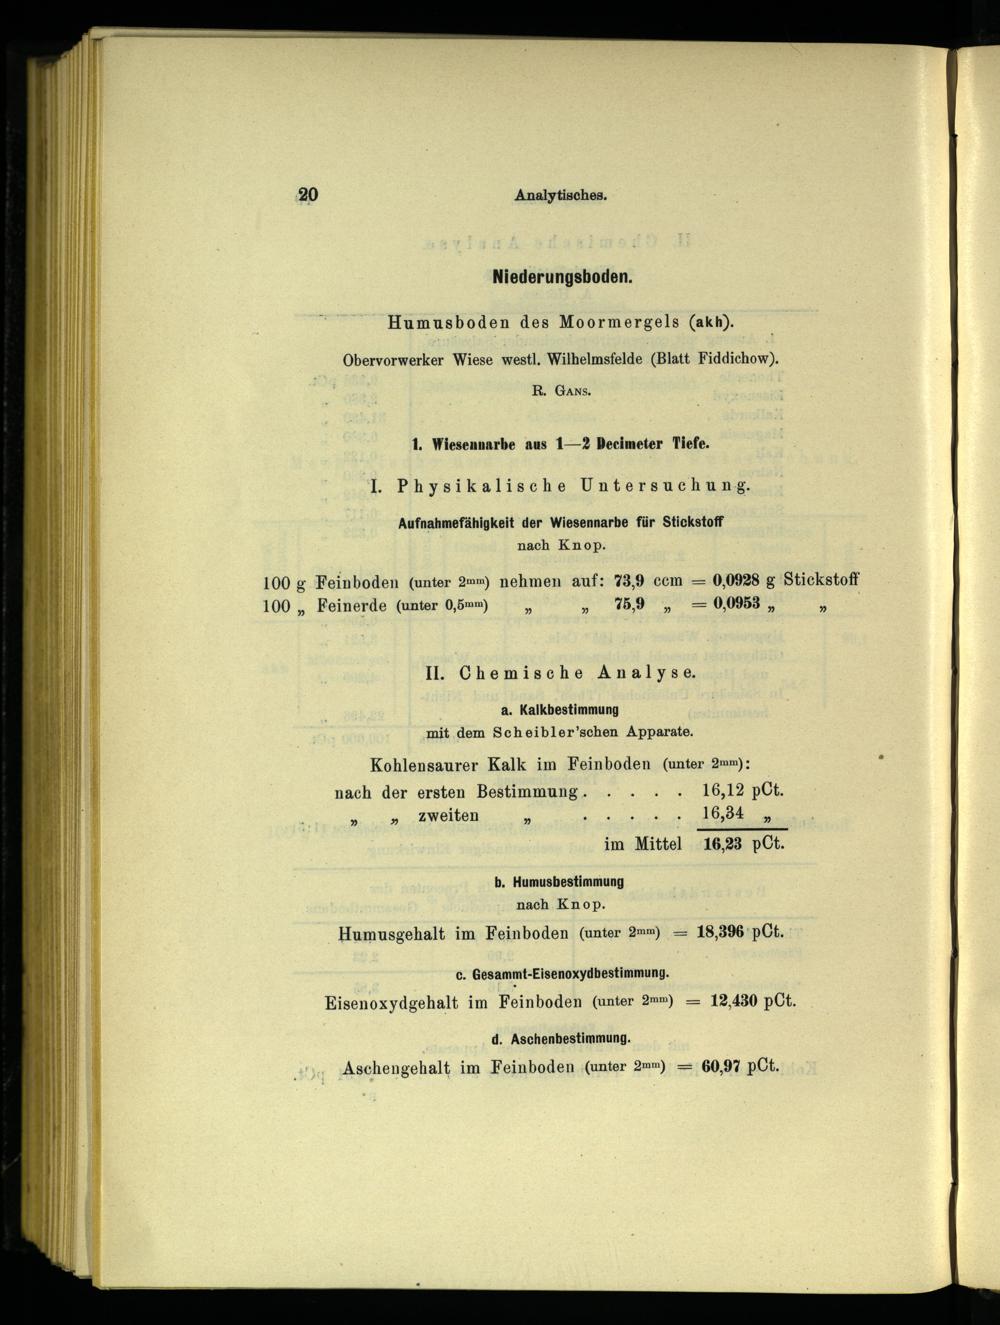 20 Analytisches.
Niederungsboden.
Humusboden des Moormergels (akh).
Obervorwerker Wiese westl. Wilhelmsfelde (Blatt Fiddichow).
R. Gans.
1. Wiesennarbe aus 1—2 Decimeter Tiefe.
I. Physikalische Untersuchung.
Aufnahmefähigkeit der Wiesennarbe für Stickstoff
nach Knop.
100 g Feinboden (unter 2mm) nehmen auf: 73,9 ccm = 0,0928 g Stickstoff
100 „ Feinerde (unter 0,5mm) „ „ 75,9 „ = 0,0953 „ „
II. Chemische Analyse.
a. Kalkbestimmung
mit dem Scheibler'schen Apparate.
Kohlensaurer Kalk im Feinboden (unter 2mm):
nach der ersten Bestimmung . . . . . 16,12 pCt.
„ „ zweiten „ . . . . . 16,34 „
im Mittel 16,23 pCt.
b. Humusbestimmung
nach Knop.
Humusgehalt im Feinboden (unter 2mm) = 18,396 pCt.
c. Gesammt-Eisenoxydbestimmung.
Eisenoxydgehalt im Feinboden (unter 2mm) = 12,430 pCt.
d. Aschenbestimmung.
Aschengehalt im Feinboden (unter 2mm) = 60,97 pCt.